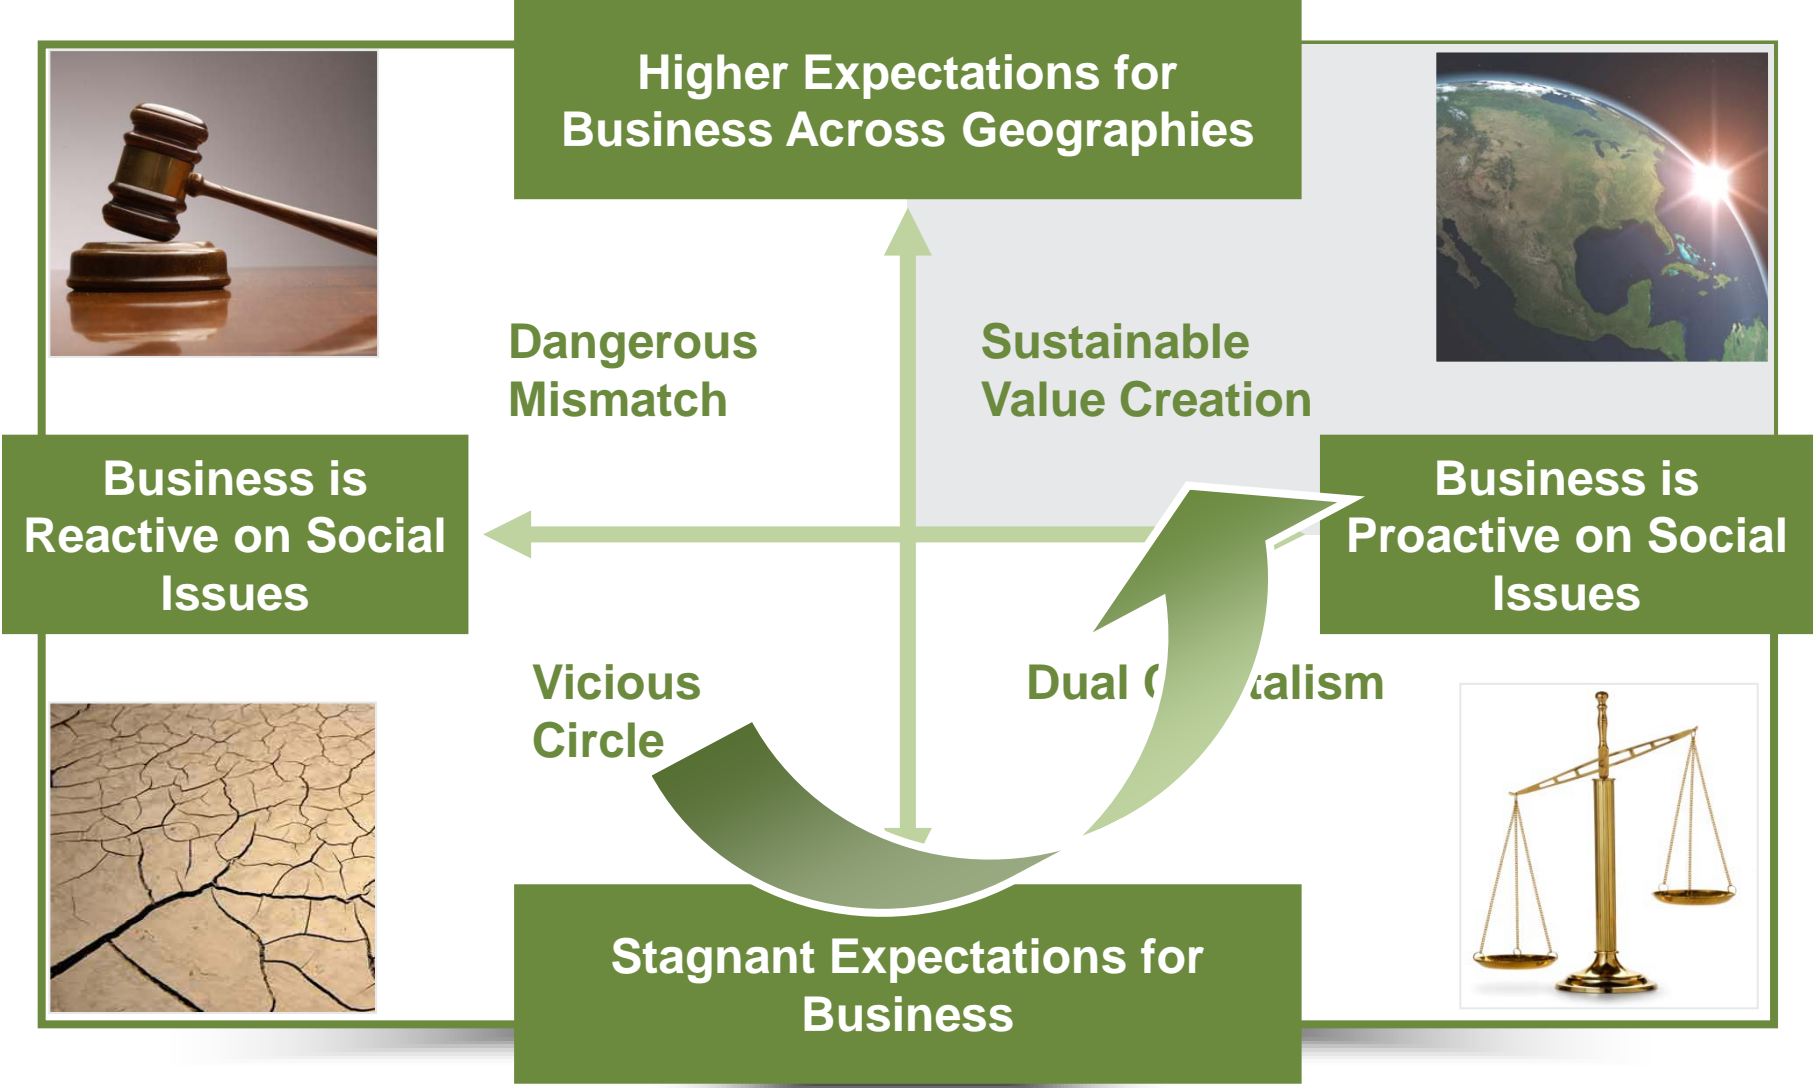 Higher Expectations for
Business Across Geographies
Dangerous
Mismatch
Sustainable
Value Creation
Business is
Reactive on Social
Issues
Business is
Proactive on Social
Issues
Vicious
Circle
Dual
Stagnant Expectations for
Business